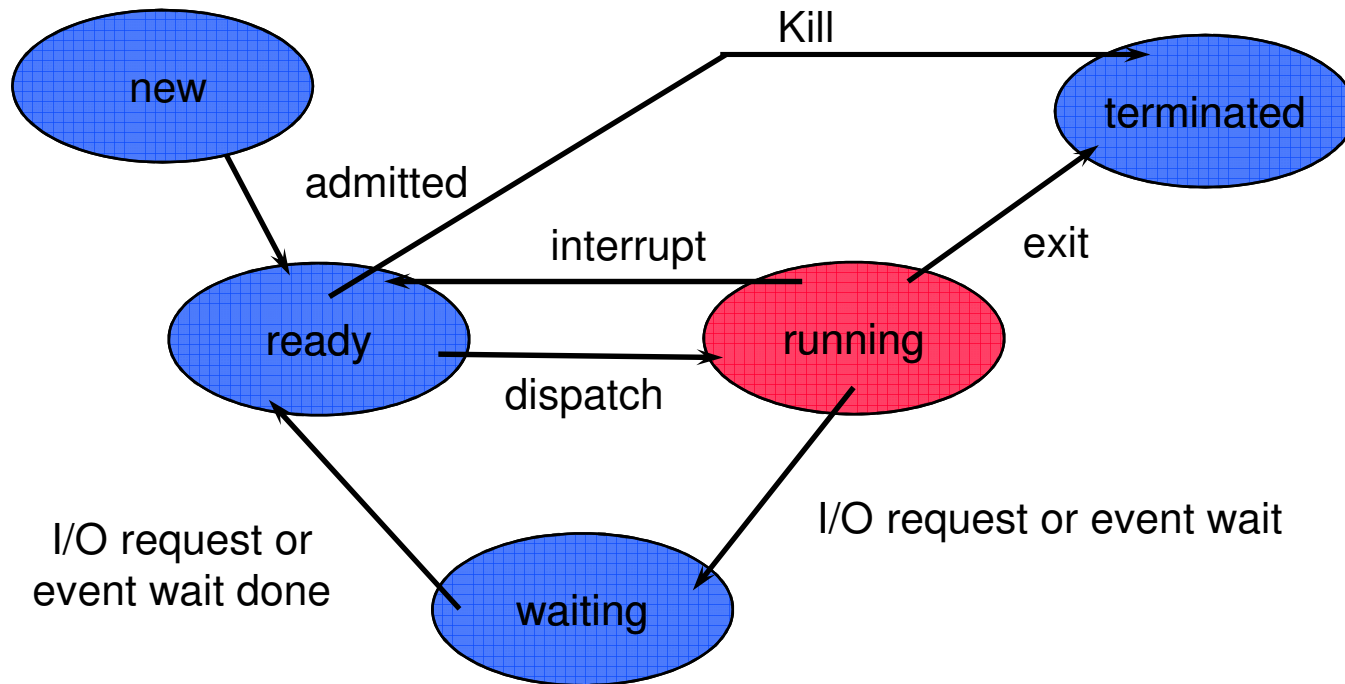 Kill
new
terminated
admitted
interrupt
exit
ready
running
dispatch
I/O request or event wait
I/O request or
event wait done
waiting